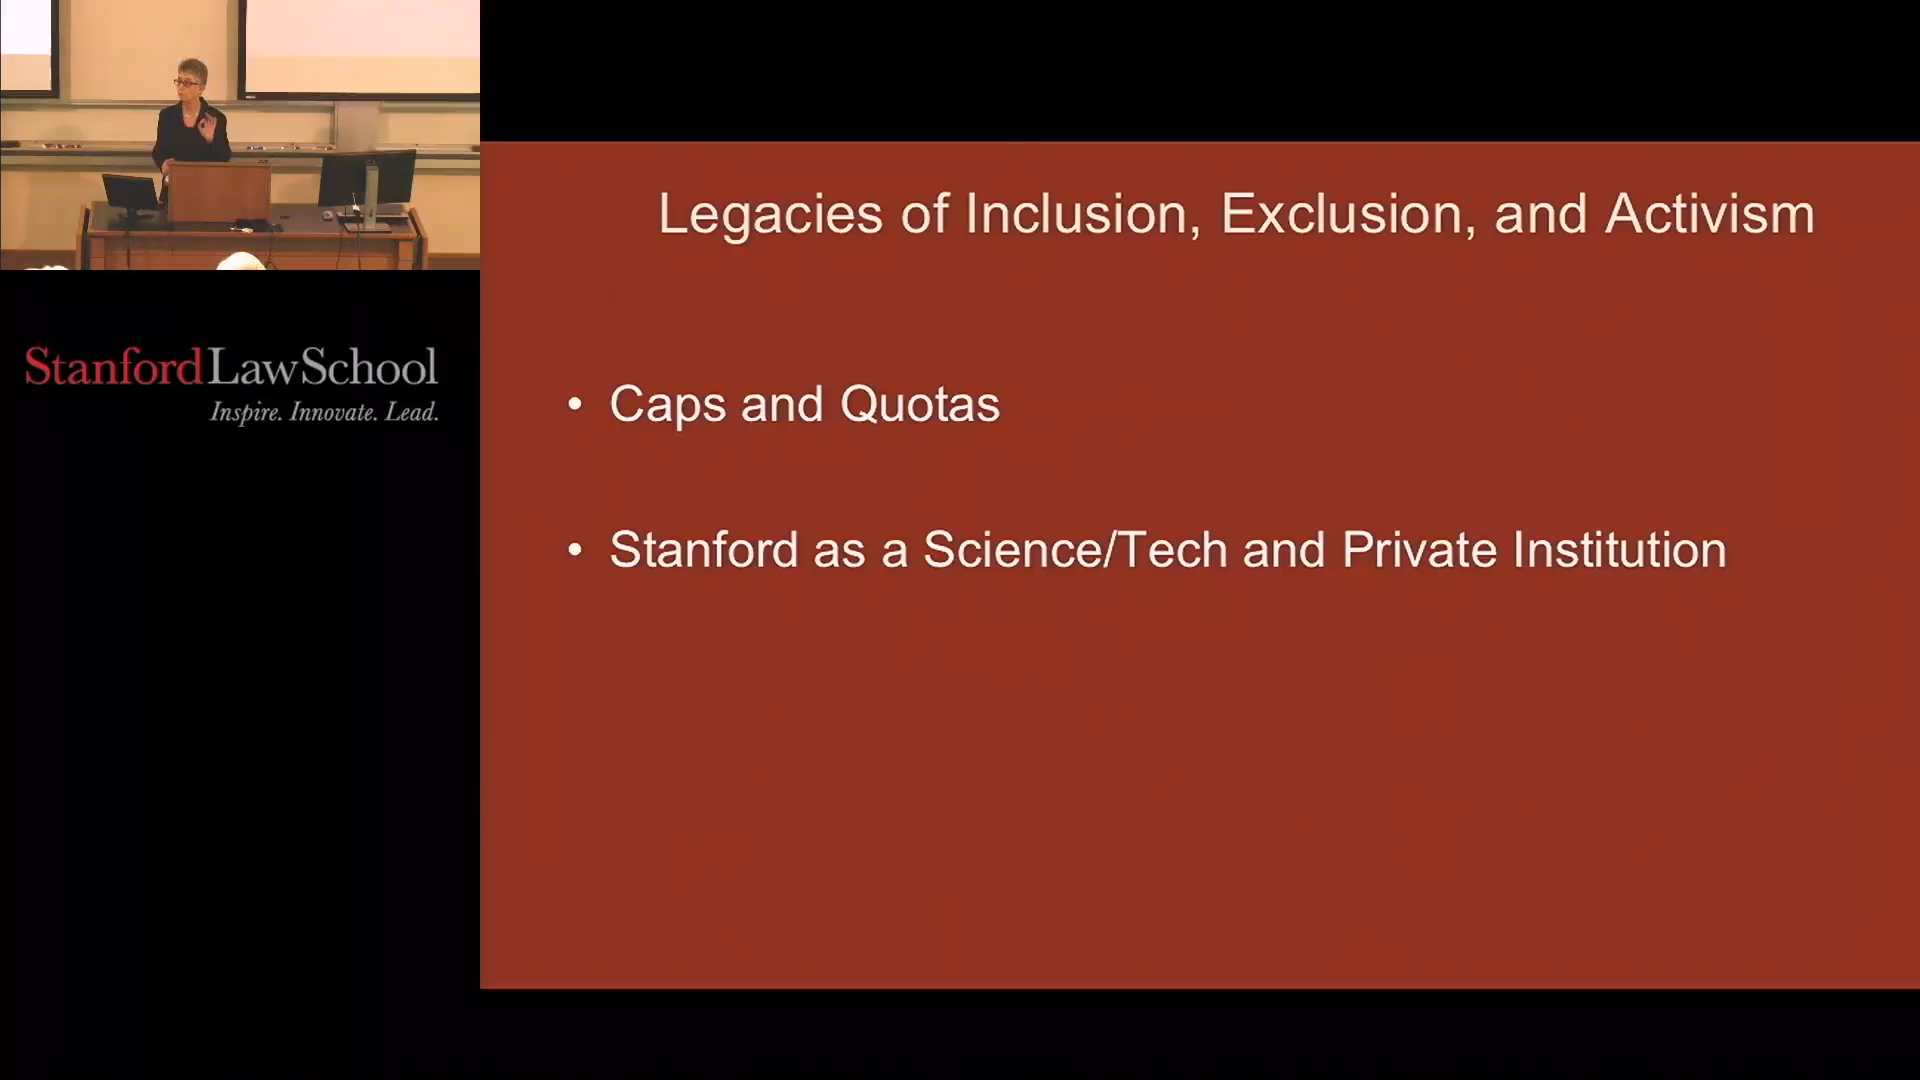 StanfordLawSchool
Inspire. Innovate. Lead.
Legacies of Inclusion, Exclusion, and Activism
• Caps and Quotas
• Stanford as a Science/Tech and Private Institution